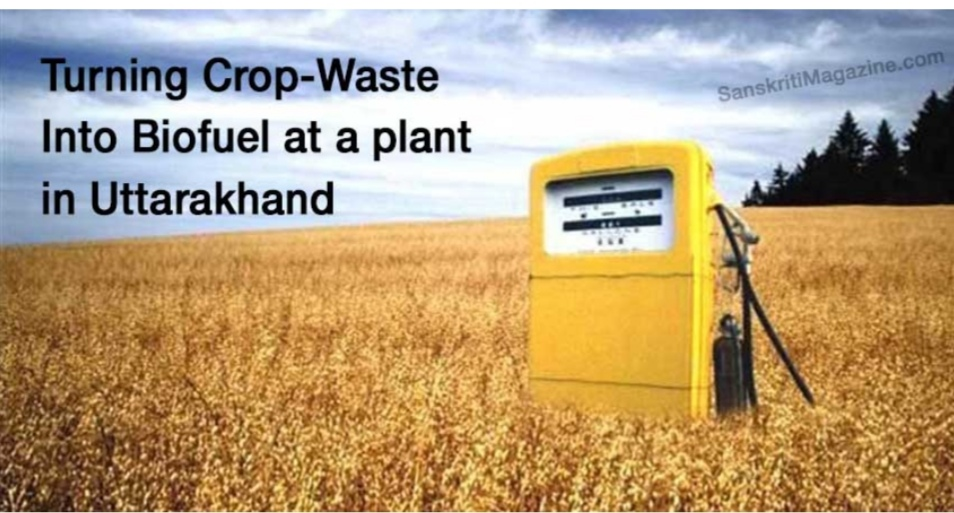 Turning Crop-Waste
Into Biofuel at a plant
in Uttarakhand
SanskritiMagazine.com